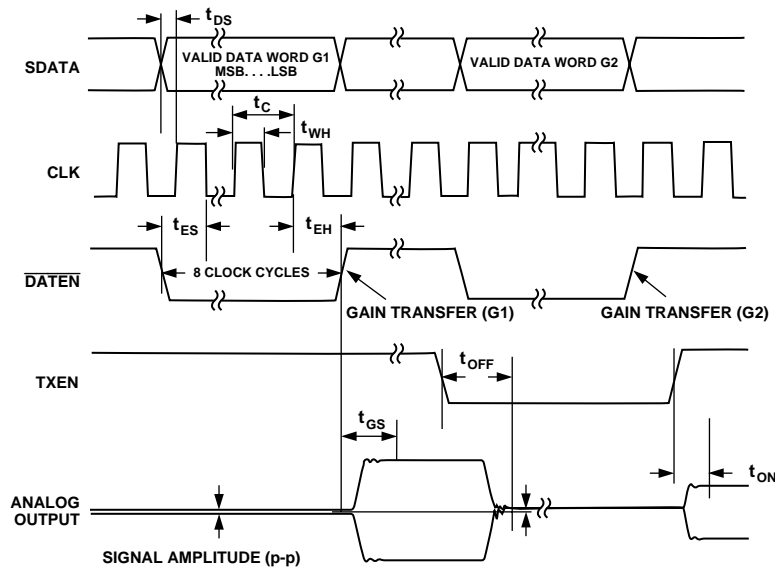 tDS
SDATA
VALID DATA WORD G1
MSB. . . .LSB
VALID DATA WORD G2
tC
tWH
CLK
tES
tEH
DATEN
8 CLOCK CYCLES
GAIN TRANSFER (G1)
GAIN TRANSFER (G2)
TXEN
tOFF
tGS
tON
ANALOG
OUTPUT
SIGNAL AMPLITUDE (p-p)